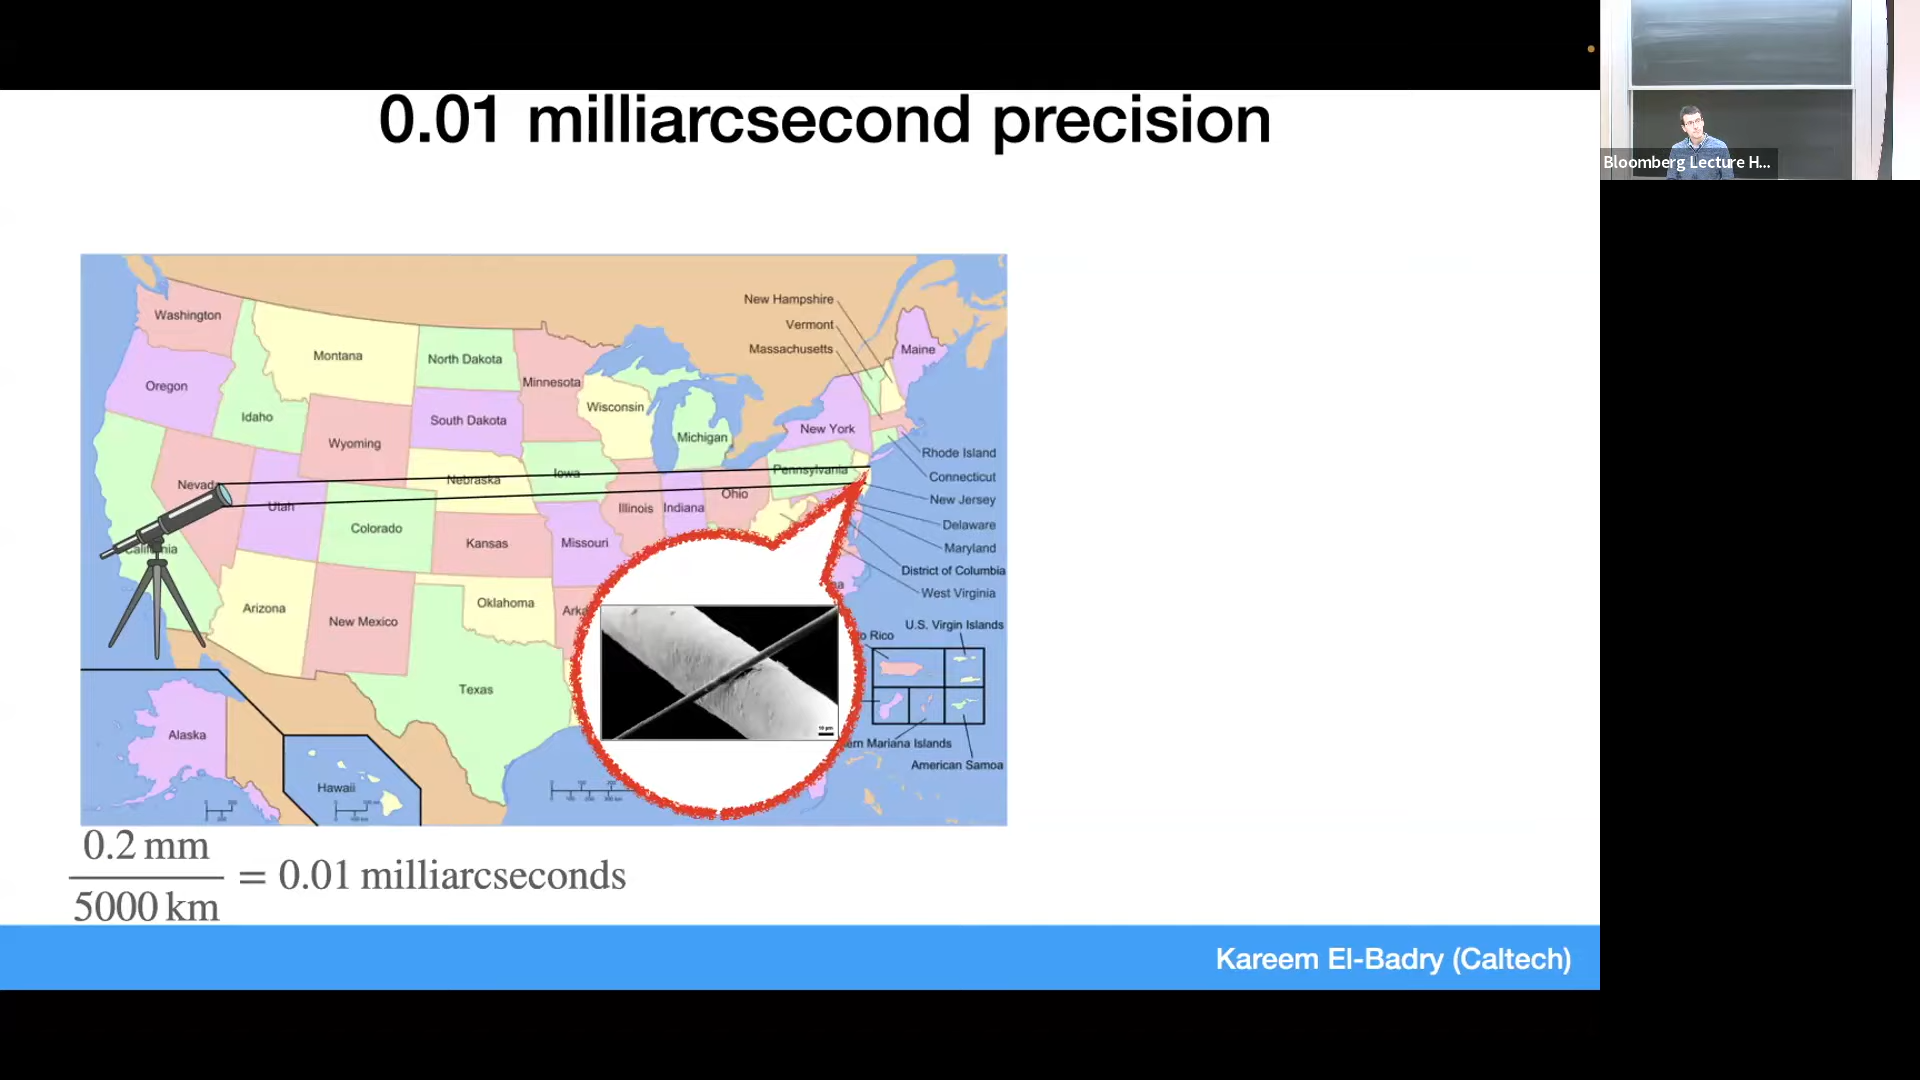 0.01 milliarcsecond precision
Bloomberg Lecture H...
Washington
Oregon
Idaho
Montana
North Dakota
Minnesota
Wisconsin
Michigan
New Hampshire
Vermont
Massachusetts
Maine
Wyoming
South Dakota
New York
Rhode Island
Connecticut
New Jersey
Delaware
Maryland
District of Columbia
West Virginia
Nebraska
Iowa
Pennsylvania
Utah
Colorado
Kansas
Missouri
Illinois
Indiana
Ohio
Arizona
New Mexico
Oklahoma
Texas
U.S. Virgin Islands
American Samoa
Alaska
Hawaii
0.2 mm
5000 km
= 0.01 milliarcseconds
Kareem El-Badry (Caltech)